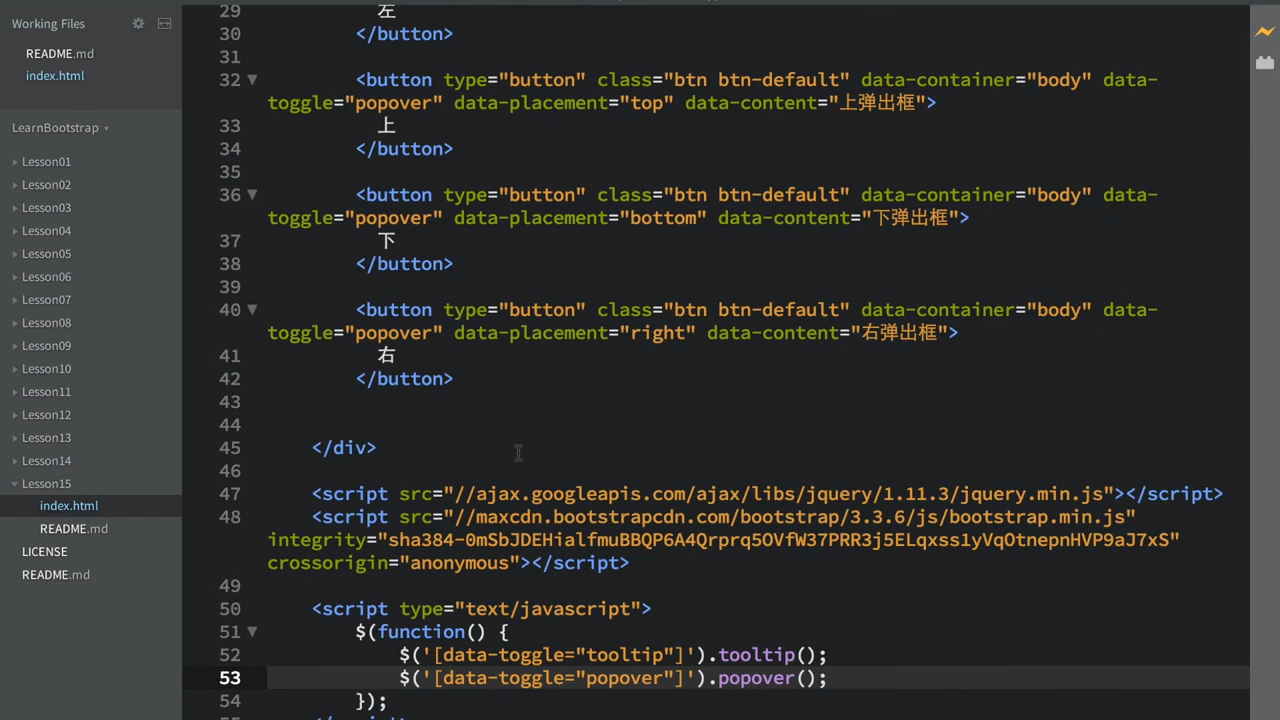 Working Files
README.md
index.html
LearnBootstrap
Lesson01
Lesson02
Lesson03
Lesson04
Lesson05
Lesson06
Lesson07
Lesson08
Lesson09
Lesson10
Lesson11
Lesson12
Lesson13
Lesson14
Lesson15
index.html
README.md
LICENSE
README.md
29 左
30 </button>
31
32 <button type="button" class="btn btn-default" data-container="body" data-
toggle="popover" data-placement="top" data-content="上弹出框">
33 上
34 </button>
35
36 <button type="button" class="btn btn-default" data-container="body" data-
toggle="popover" data-placement="bottom" data-content="下弹出框">
37 下
38 </button>
39
40 <button type="button" class="btn btn-default" data-container="body" data-
toggle="popover" data-placement="right" data-content="右弹出框">
41 右
42 </button>
43
44
45 </div>
46
47 <script src="//ajax.googleapis.com/ajax/libs/jquery/1.11.3/jquery.min.js"></script>
48 <script src="//maxcdn.bootstrapcdn.com/bootstrap/3.3.6/js/bootstrap.min.js"
integrity="sha384-0mSbJDEHialfmuBBQP6A4Qrprq5OVfW37PRR3j5ELqxss1yVqOtnepnHVP9aJ7xS"
crossorigin="anonymous"></script>
49
50 <script type="text/javascript">
51 $(function() {
52 $('[data-toggle="tooltip"]').tooltip();
53 $('[data-toggle="popover"]').popover();
54 });